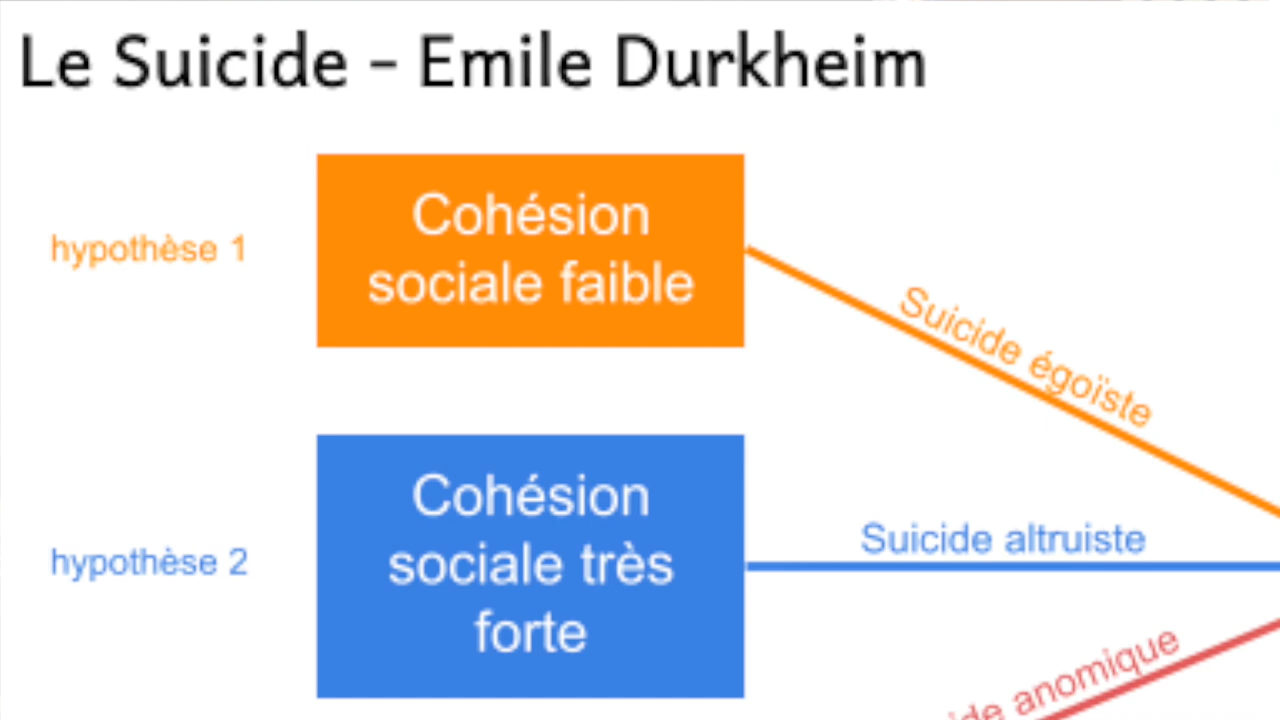 Le Suicide - Emile Durkheim
hypothèse 1
Cohésion
sociale faible
Suicide égoïste
hypothèse 2
Cohésion
sociale très
forte
Suicide altruiste
ide anomique